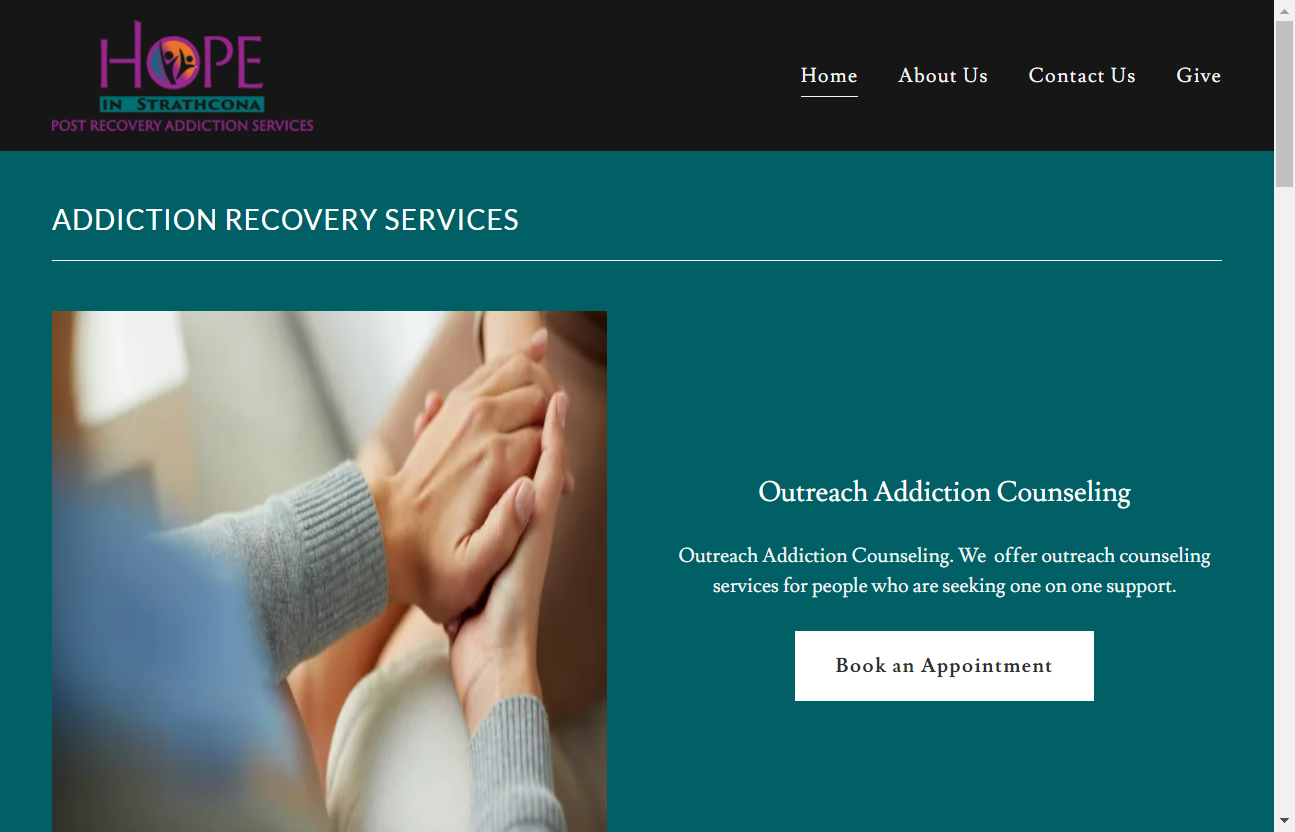 HOPE
IN STRATHCONA
POST RECOVERY ADDICTION SERVICES
Home
About Us
Contact Us
Give
ADDICTION RECOVERY SERVICES
Outreach Addiction Counseling
Outreach Addiction Counseling. We  offer outreach counseling
services for people who are seeking one on one support.
Book an Appointment